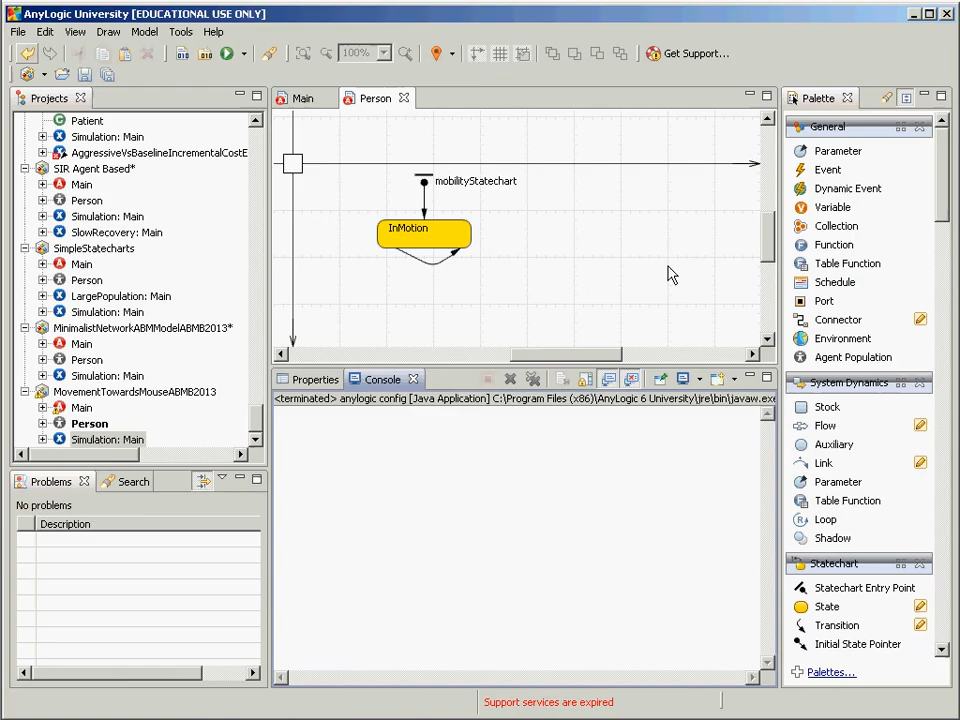 AnyLogic University [EDUCATIONAL USE ONLY]
File Edit View Draw Model Tools Help
100% Get Support...
Projects
Patient
Simulation: Main
AggressiveVsBaselineIncrementalCostE
SIR Agent Based*
Main
Person
Simulation: Main
SlowRecovery: Main
SimpleStatecharts
Main
Person
LargePopulation: Main
Simulation: Main
MinimalistNetworkABMModelABMB2013*
Main
Person
Simulation: Main
MovementTowardsMouseABMB2013
Main
Person
Simulation: Main
Problems Search
No problems
Description
Main Person
mobilityStatechart
InMotion
Properties Console
<terminated> anylogic config [Java Application] C:\Program Files (x86)\AnyLogic 6 University\jre\bin\javaw.exe
Palette
General
Parameter
Event
Dynamic Event
Variable
Collection
Function
Table Function
Schedule
Port
Connector
Environment
Agent Population
System Dynamics
Stock
Flow
Auxiliary
Link
Parameter
Table Function
Loop
Shadow
Statechart
Statechart Entry Point
State
Transition
Initial State Pointer
Palettes...
Support services are expired